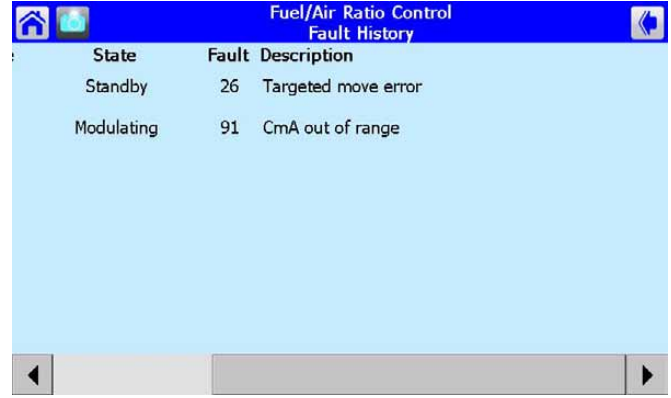 Fuel/Air Ratio Control
Fault History
State Fault Description
Standby 26 Targeted move error
Modulating 91 CmA out of range